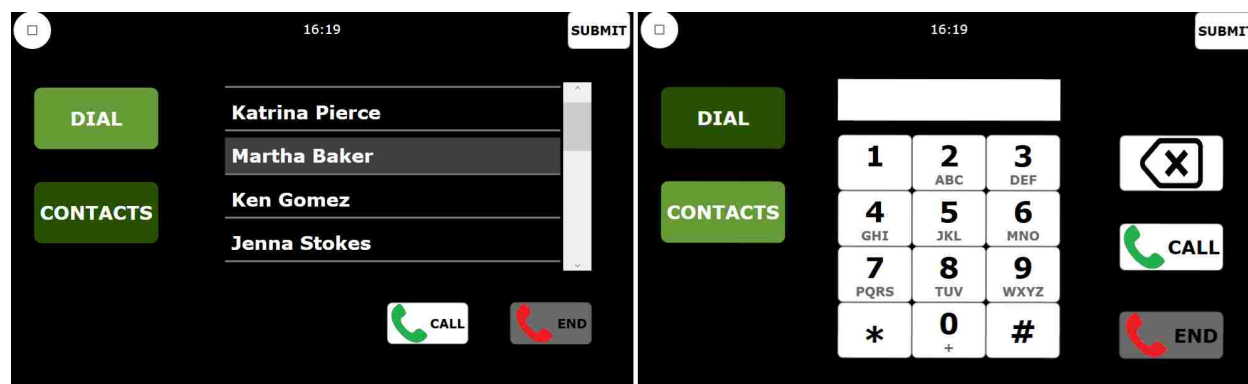 16:19
SUBMIT
DIAL
CONTACTS
Katrina Pierce
Martha Baker
Ken Gomez
Jenna Stokes
CALL
END
16:19
SUBMIT
DIAL
CONTACTS
1
2
ABC
3
DEF
4
GHI
5
JKL
6
MNO
7
PQRS
8
TUV
9
WXYZ
*
0
+
#
X
CALL
END